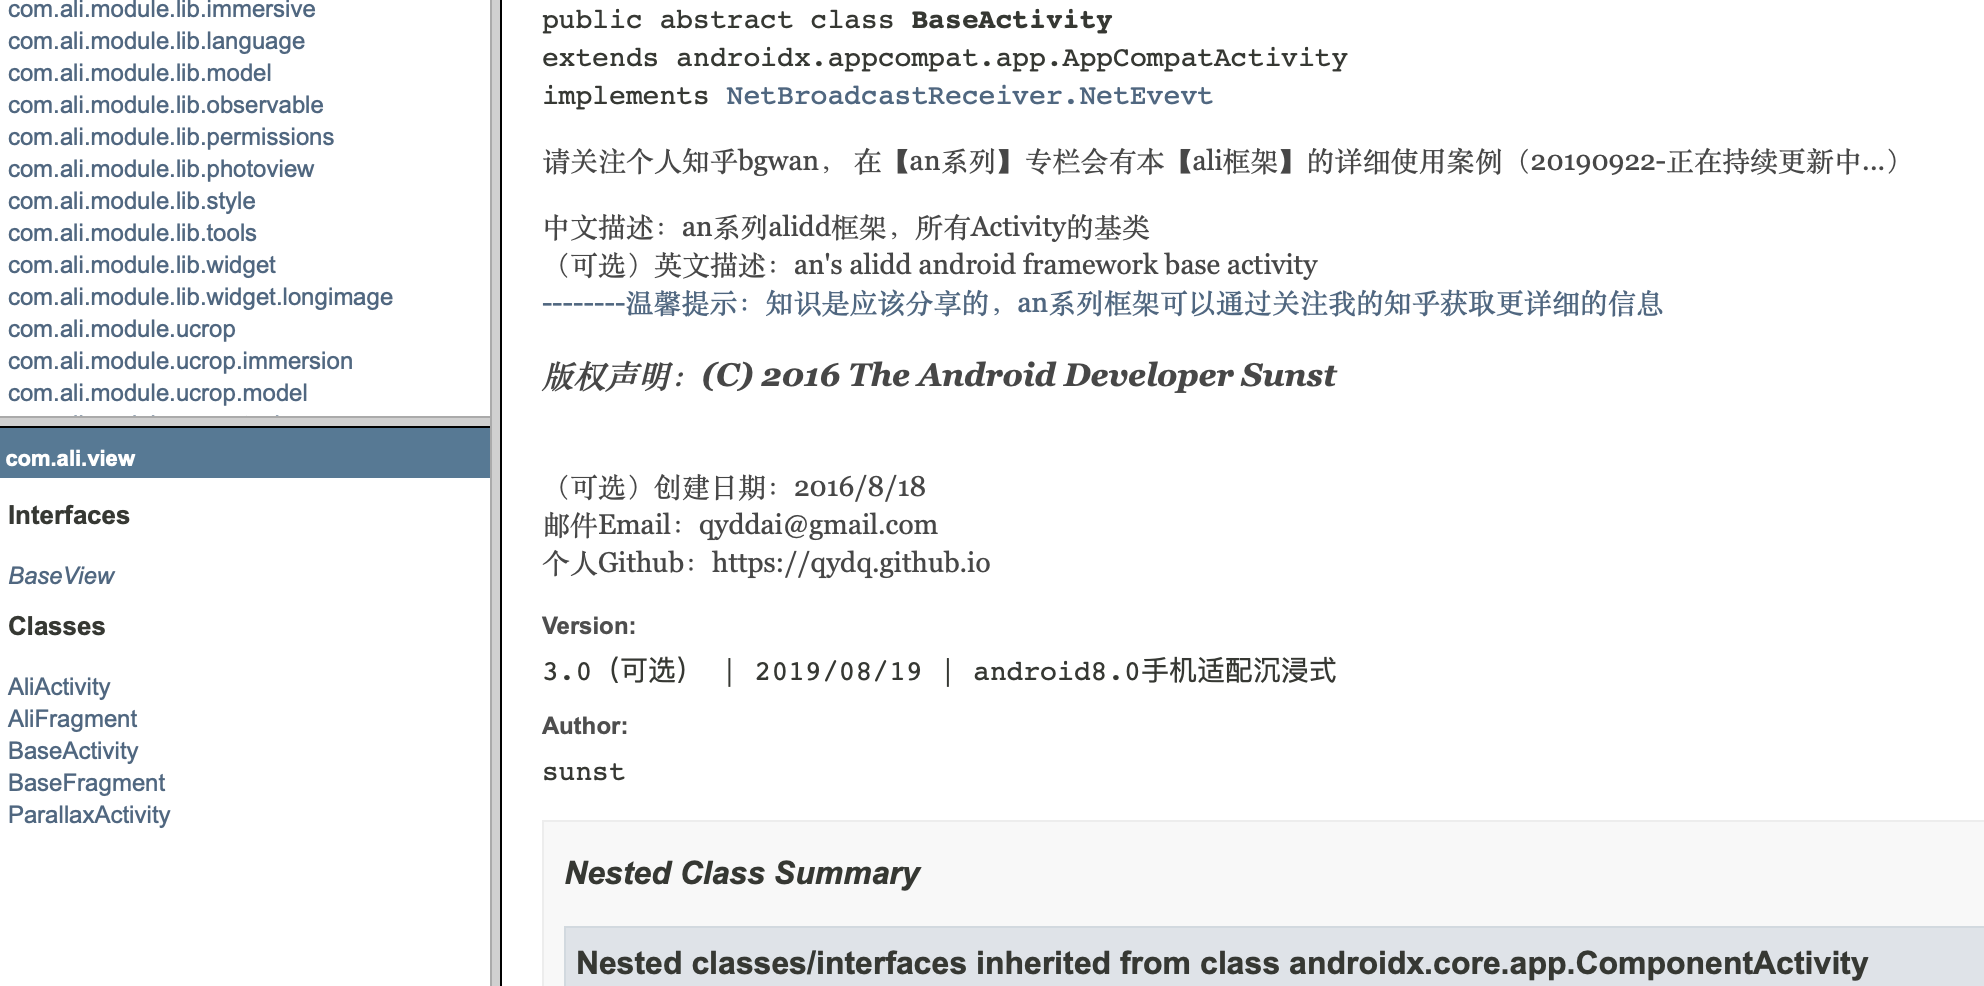 com.ali.module.lib.immersive
com.ali.module.lib.language
com.ali.module.lib.model
com.ali.module.lib.observable
com.ali.module.lib.permissions
com.ali.module.lib.photoview
com.ali.module.lib.style
com.ali.module.lib.tools
com.ali.module.lib.widget
com.ali.module.lib.widget.longimage
com.ali.module.ucrop
com.ali.module.ucrop.immersion
com.ali.module.ucrop.model
com.ali.view
Interfaces
BaseView
Classes
AliActivity
AliFragment
BaseActivity
BaseFragment
ParallaxActivity
public abstract class BaseActivity
extends androidx.appcompat.app.AppCompatActivity
implements NetBroadcastReceiver.NetEvevt
请关注个人知乎bgwan， 在【an系列】专栏会有本【ali框架】的详细使用案例（20190922-正在持续更新中...）
中文描述：an系列alidd框架，所有Activity的基类
（可选）英文描述：an's alidd android framework base activity
--------温馨提示：知识是应该分享的，an系列框架可以通过关注我的知乎获取更详细的信息
版权声明：(C) 2016 The Android Developer Sunst
（可选）创建日期：2016/8/18
邮件Email：qyddai@gmail.com
个人Github：https://qydq.github.io
Version:
3.0（可选） | 2019/08/19 | android8.0手机适配沉浸式
Author:
sunst
Nested Class Summary
Nested classes/interfaces inherited from class androidx.core.app.ComponentActivity